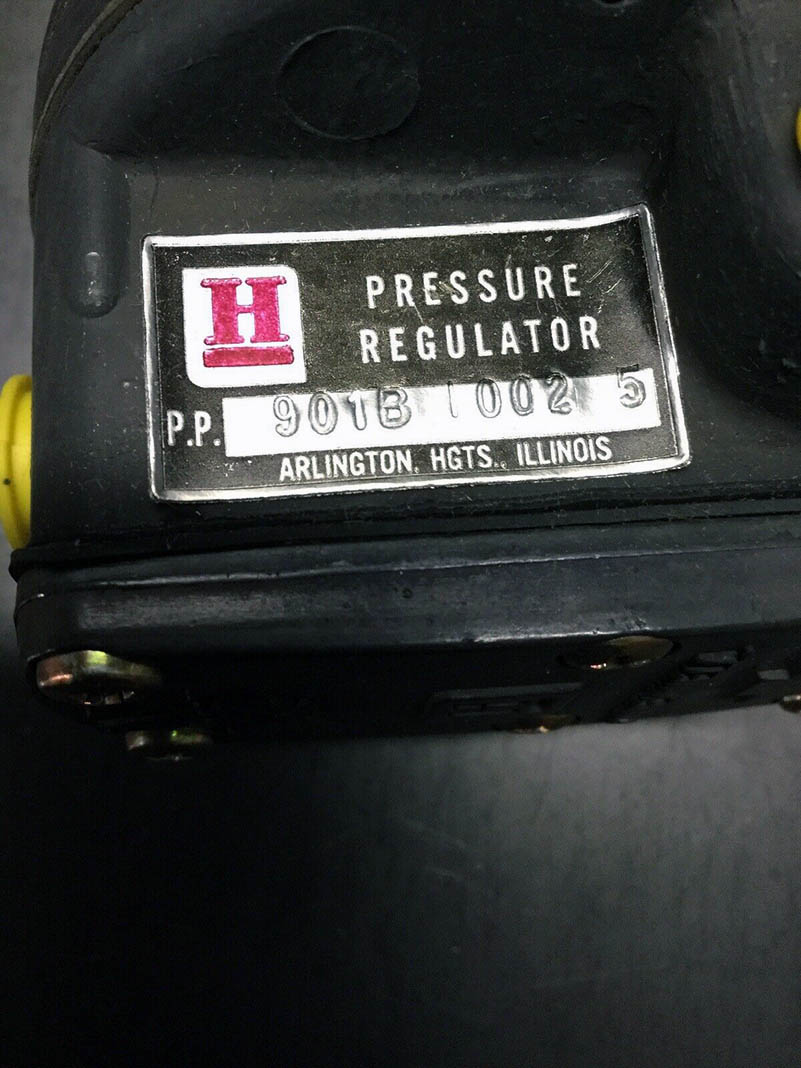 H
PRESSURE
REGULATOR
P.P. 901B 1002 5
ARLINGTON. HGTS., ILLINOIS